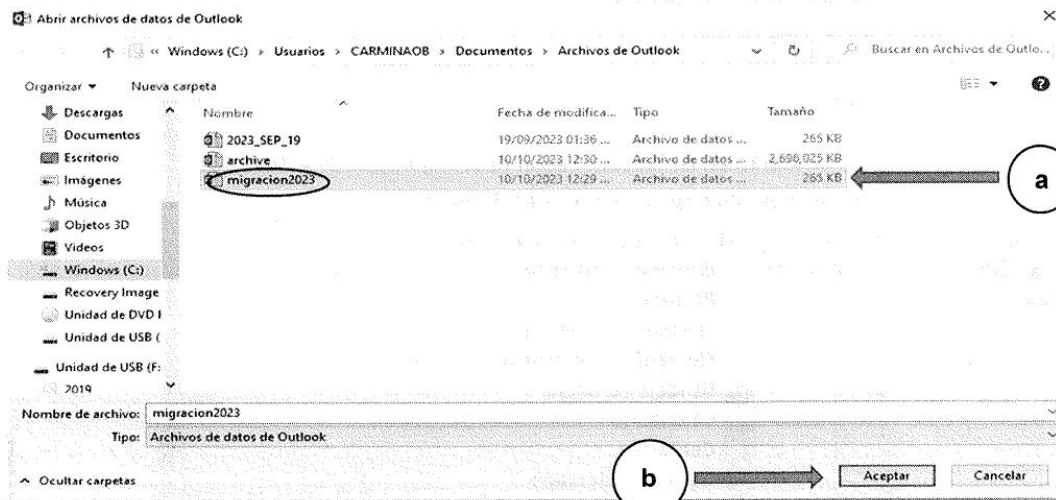 Abrir archivos de datos de Outlook
« Windows (C:) › Usuarios › CARMINAOB › Documentos › Archivos de Outlook
Buscar en Archivos de Outlo...
Organizar
Nueva carpeta
Nombre
Fecha de modifica...
Tipo
Tamaño
2023_SEP_19
19/09/2023 01:36 ...
Archivo de datos ...
265 KB
archive
10/10/2023 12:30 ...
Archivo de datos ...
2,696,025 KB
migracion2023
10/10/2023 12:29 ...
Archivo de datos ...
265 KB
a
Descargas
Documentos
Escritorio
Imágenes
Música
Objetos 3D
Videos
Windows (C:)
Recovery Image
Unidad de DVD
Unidad de USB (
Unidad de USB (F:
2019
Nombre de archivo: migracion2023
Tipo: Archivos de datos de Outlook
Ocultar carpetas
b
Aceptar
Cancelar